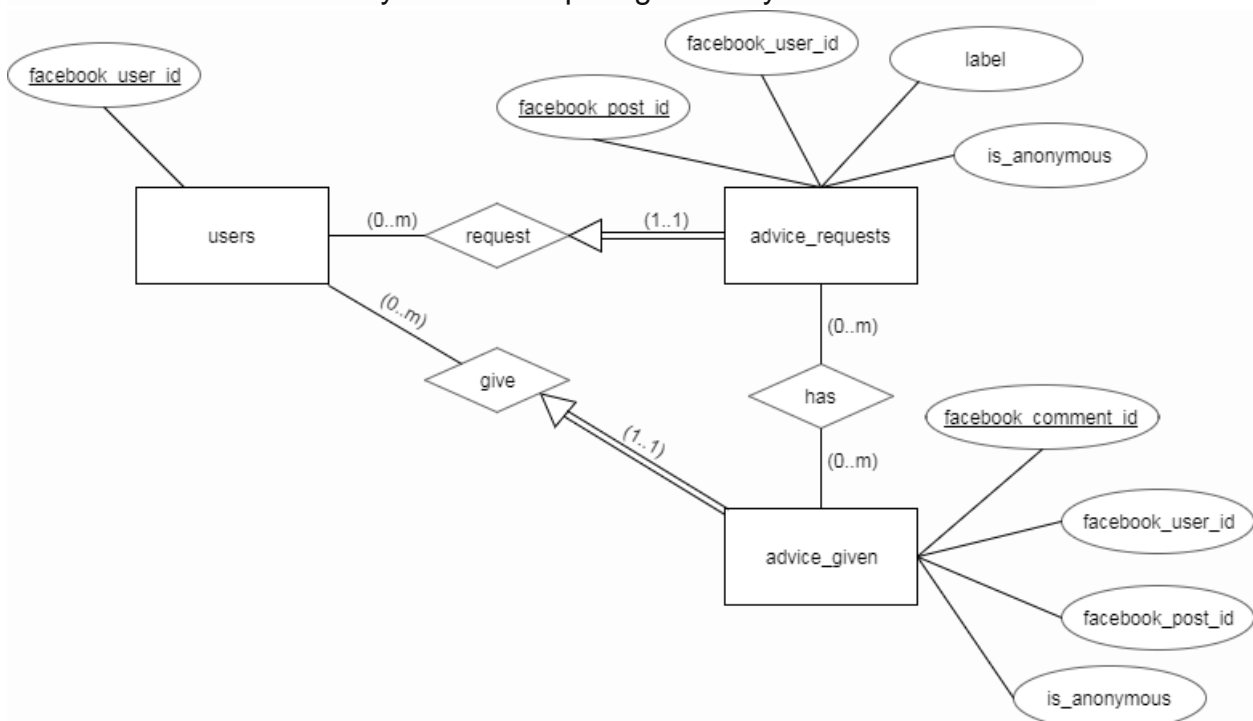 facebook_user_id
facebook_user_id
label
facebook_post_id
is_anonymous
users
(0..m)
request
(1..1)
advice_requests
(0..m)
(0..m)
give
has
(1..1)
(0..m)
facebook_comment_id
facebook_user_id
advice_given
facebook_post_id
is_anonymous